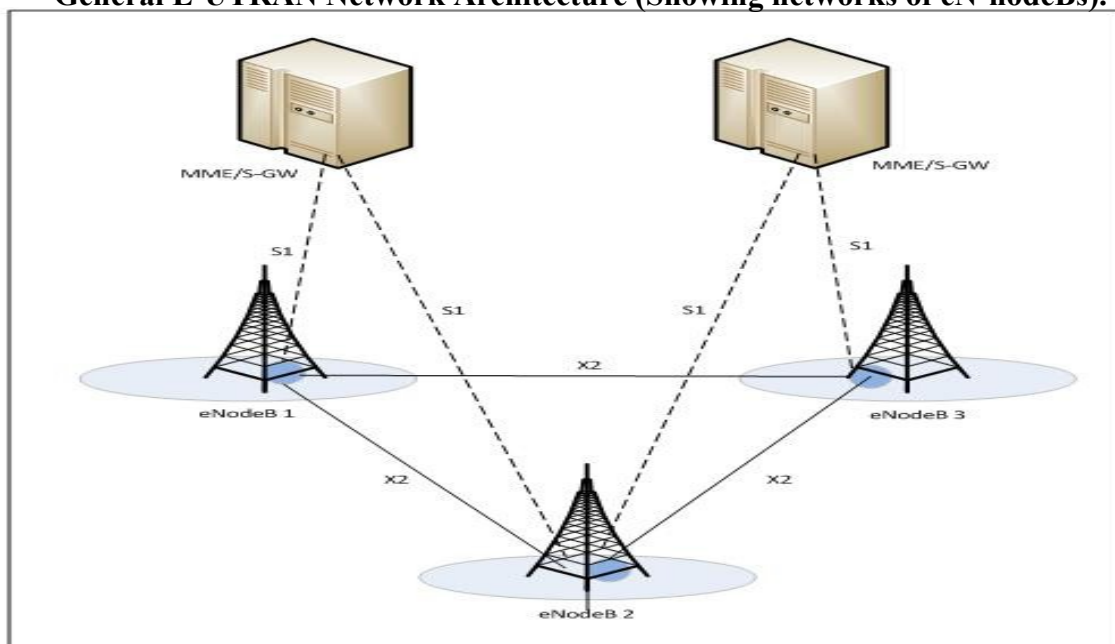 General E-UTRAN Network Architecture (Showing networks of eN-nodeBs).
MME/S-GW
MME/S-GW
S1
S1
S1
S1
X2
eNodeB 1
eNodeB 3
X2
X2
eNodeB 2